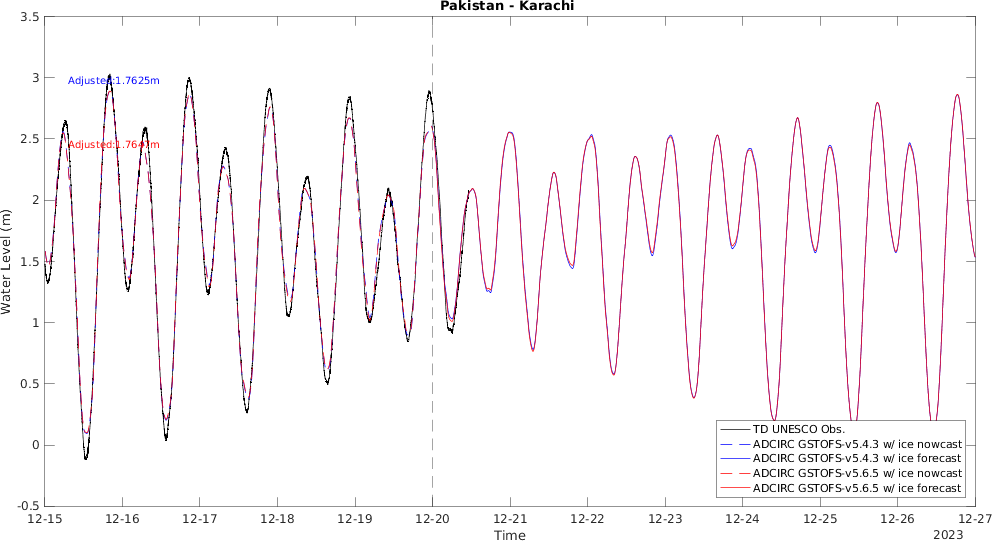 Pakistan - Karachi
Water Level (m)
3.5
3
2.5
2
1.5
1
0.5
0
-0.5
Adjusted:1.7625m
TD UNESCO Obs.
ADCIRC GSTOFS-v5.4.3 w/ ice nowcast
ADCIRC GSTOFS-v5.4.3 w/ ice forecast
ADCIRC GSTOFS-v5.6.5 w/ ice nowcast
ADCIRC GSTOFS-v5.6.5 w/ ice forecast
12-15 12-16 12-17 12-18 12-19 12-20 12-21 12-22 12-23 12-24 12-25 12-26 12-27
Time
2023